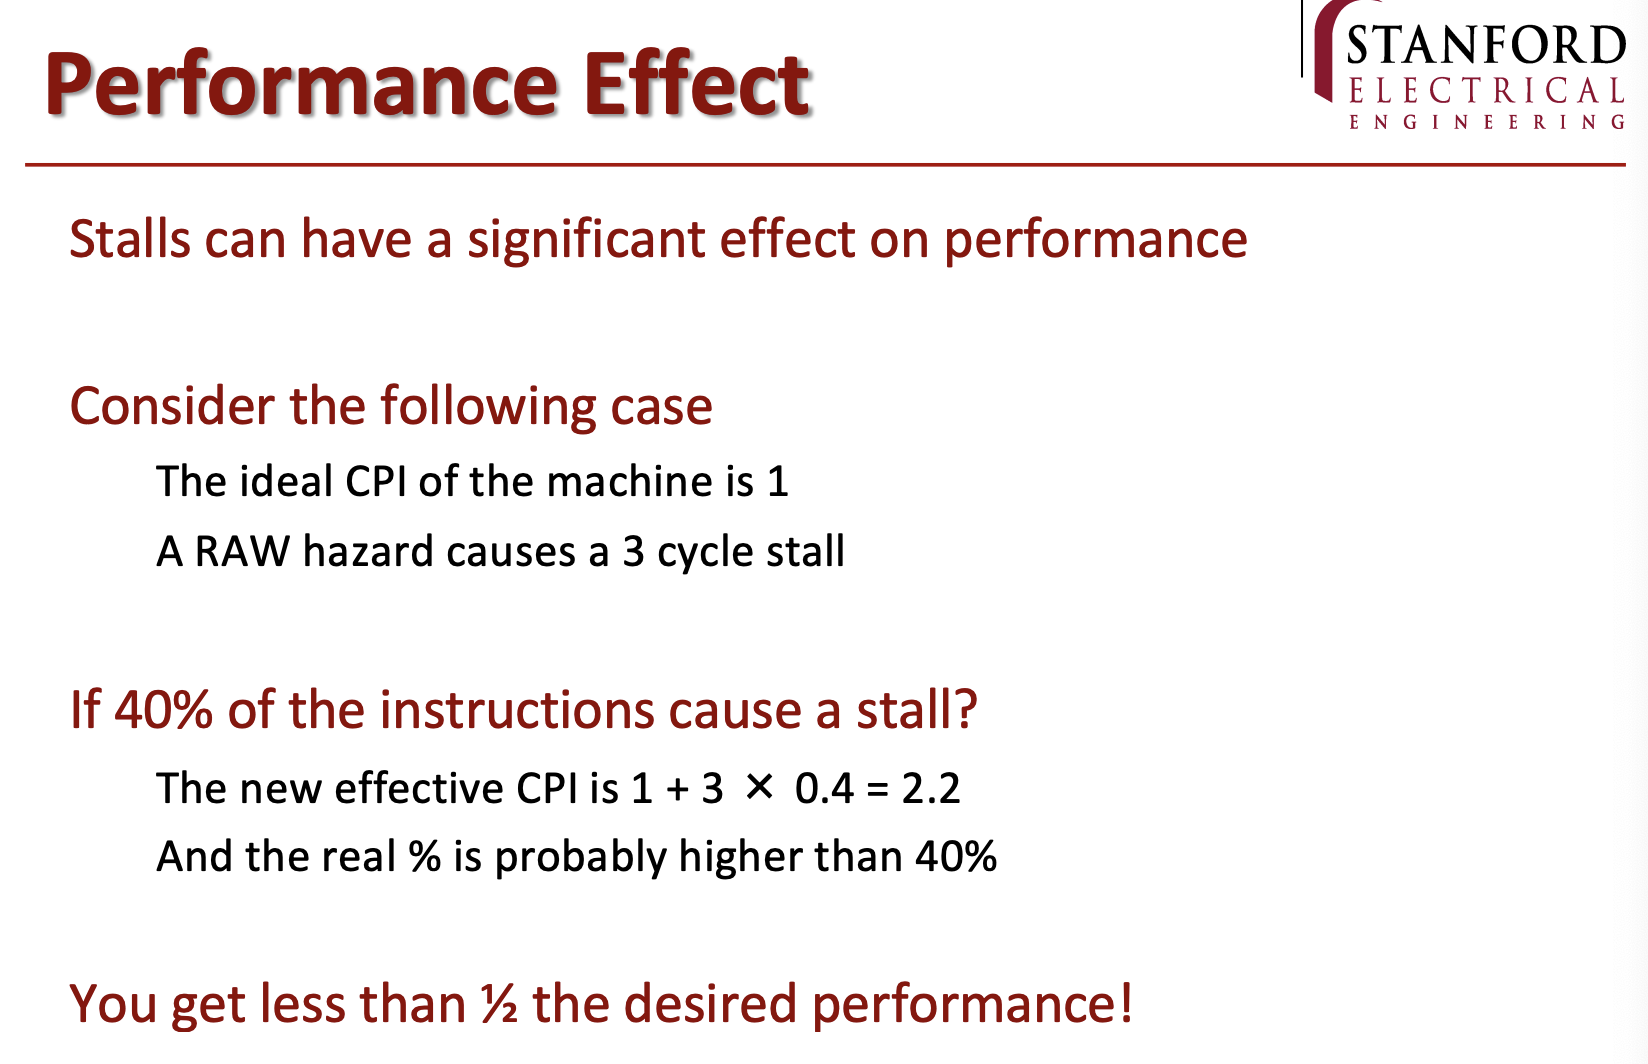 Performance Effect
STANFORD
ELECTRICAL
ENGINEERING
Stalls can have a significant effect on performance
Consider the following case
The ideal CPI of the machine is 1
A RAW hazard causes a 3 cycle stall
If 40% of the instructions cause a stall?
The new effective CPI is 1 + 3 × 0.4 = 2.2
And the real % is probably higher than 40%
You get less than ½ the desired performance!